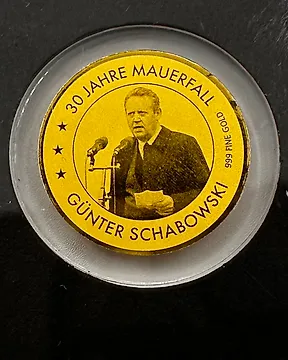 30 JAHRE MAUERFALL
999 FINE GOLD
GÜNTER SCHABOWSKI